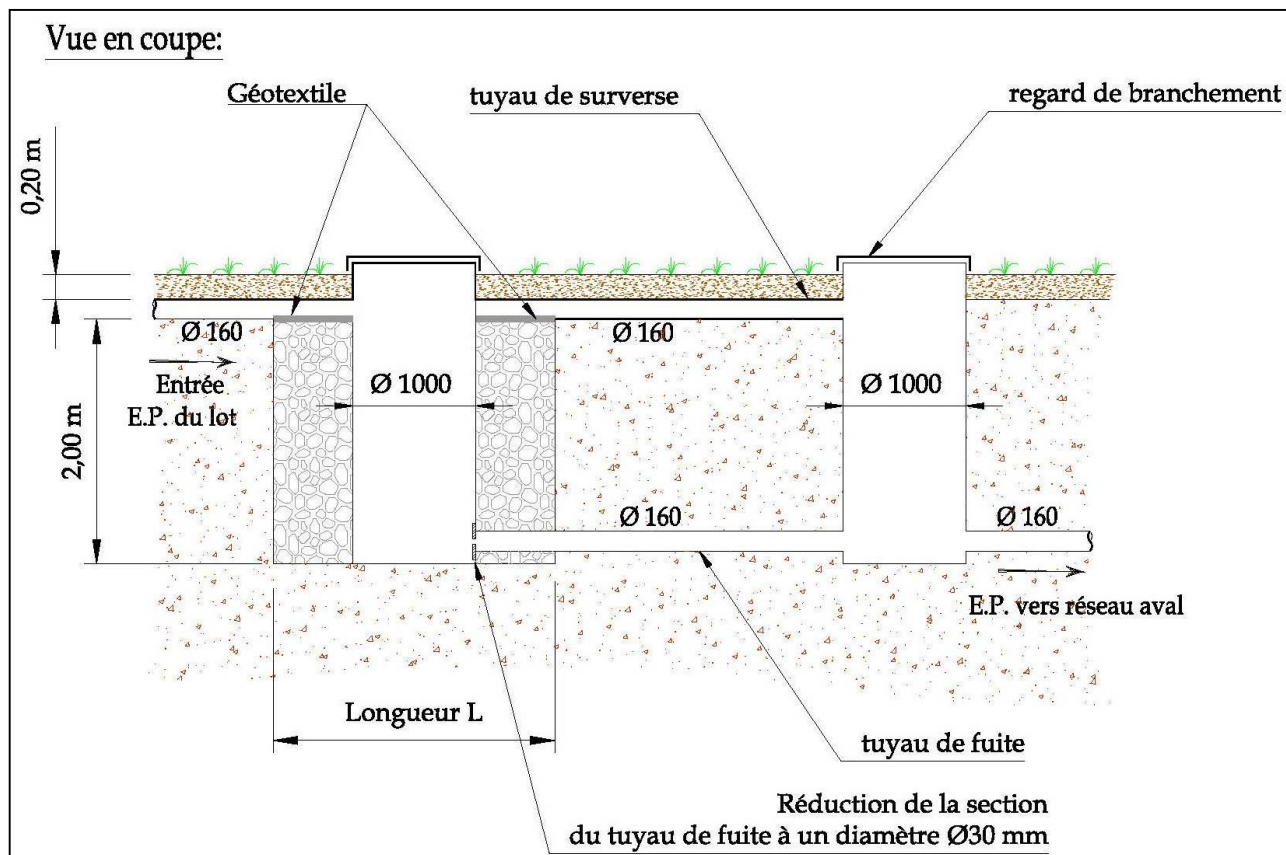 Vue en coupe:
Géotextile
tuyau de surverse
regard de branchement
0,20 m
Ø 160
Ø 160
Entrée
E.P. du lot
Ø 1000
Ø 1000
2,00 m
Ø 160
Ø 160
E.P. vers réseau aval
Longueur L
tuyau de fuite
Réduction de la section
du tuyau de fuite à un diamètre Ø30 mm